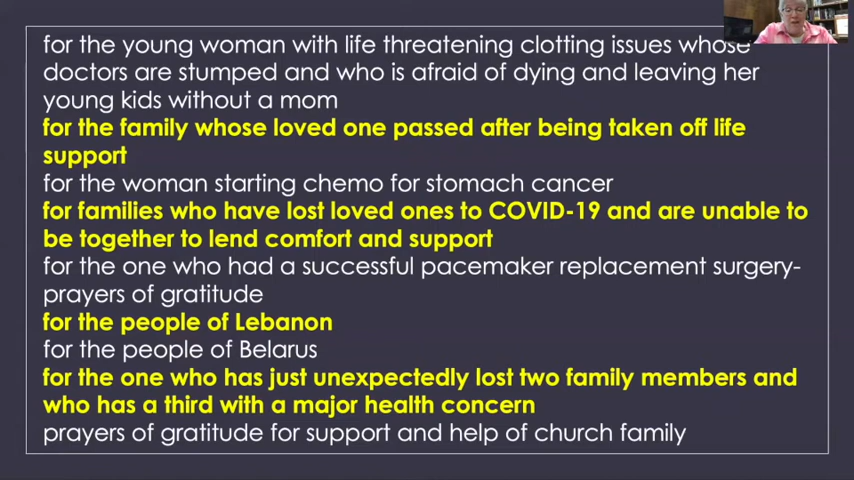 for the young woman with life threatening clotting issues whose
doctors are stumped and who is afraid of dying and leaving her
young kids without a mom
for the family whose loved one passed after being taken off life
support
for the woman starting chemo for stomach cancer
for families who have lost loved ones to COVID-19 and are unable to
be together to lend comfort and support
for the one who had a successful pacemaker replacement surgery-
prayers of gratitude
for the people of Lebanon
for the people of Belarus
for the one who has just unexpectedly lost two family members and
who has a third with a major health concern
prayers of gratitude for support and help of church family